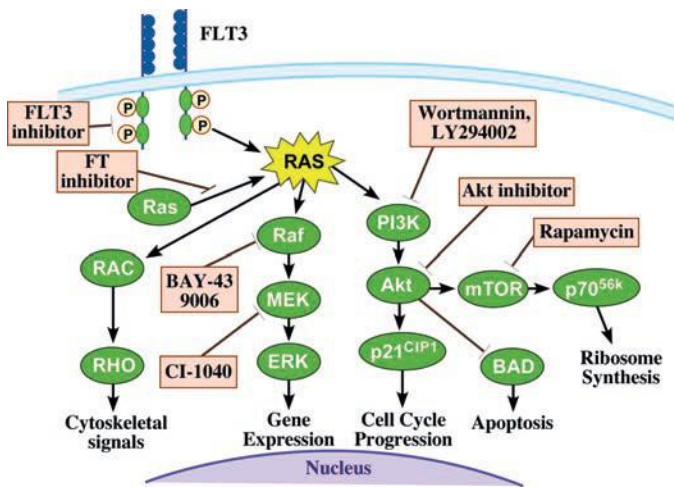 FLT3
P
P
P
P
FLT3
inhibitor
FT
inhibitor
Ras
RAS
Wortmannin,
LY294002
Akt inhibitor
Rapamycin
PI3K
Raf
RAC
BAY-43
9006
MEK
Akt
mTOR
p70⁵⁶ᵏ
RHO
CI-1040
ERK
p21ᶜᴵᴾ¹
BAD
Ribosome
Synthesis
Cytoskeletal
signals
Gene
Expression
Cell Cycle
Progression
Apoptosis
Nucleus